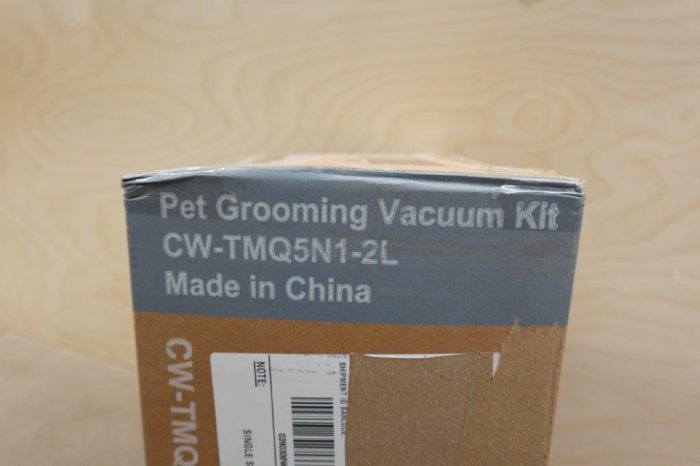 Pet Grooming Vacuum Kit
CW-TMQ5N1-2L
Made in China
CW-TMQ
NOTE:
SINGLE S
SHIPMENT ID BARCODE